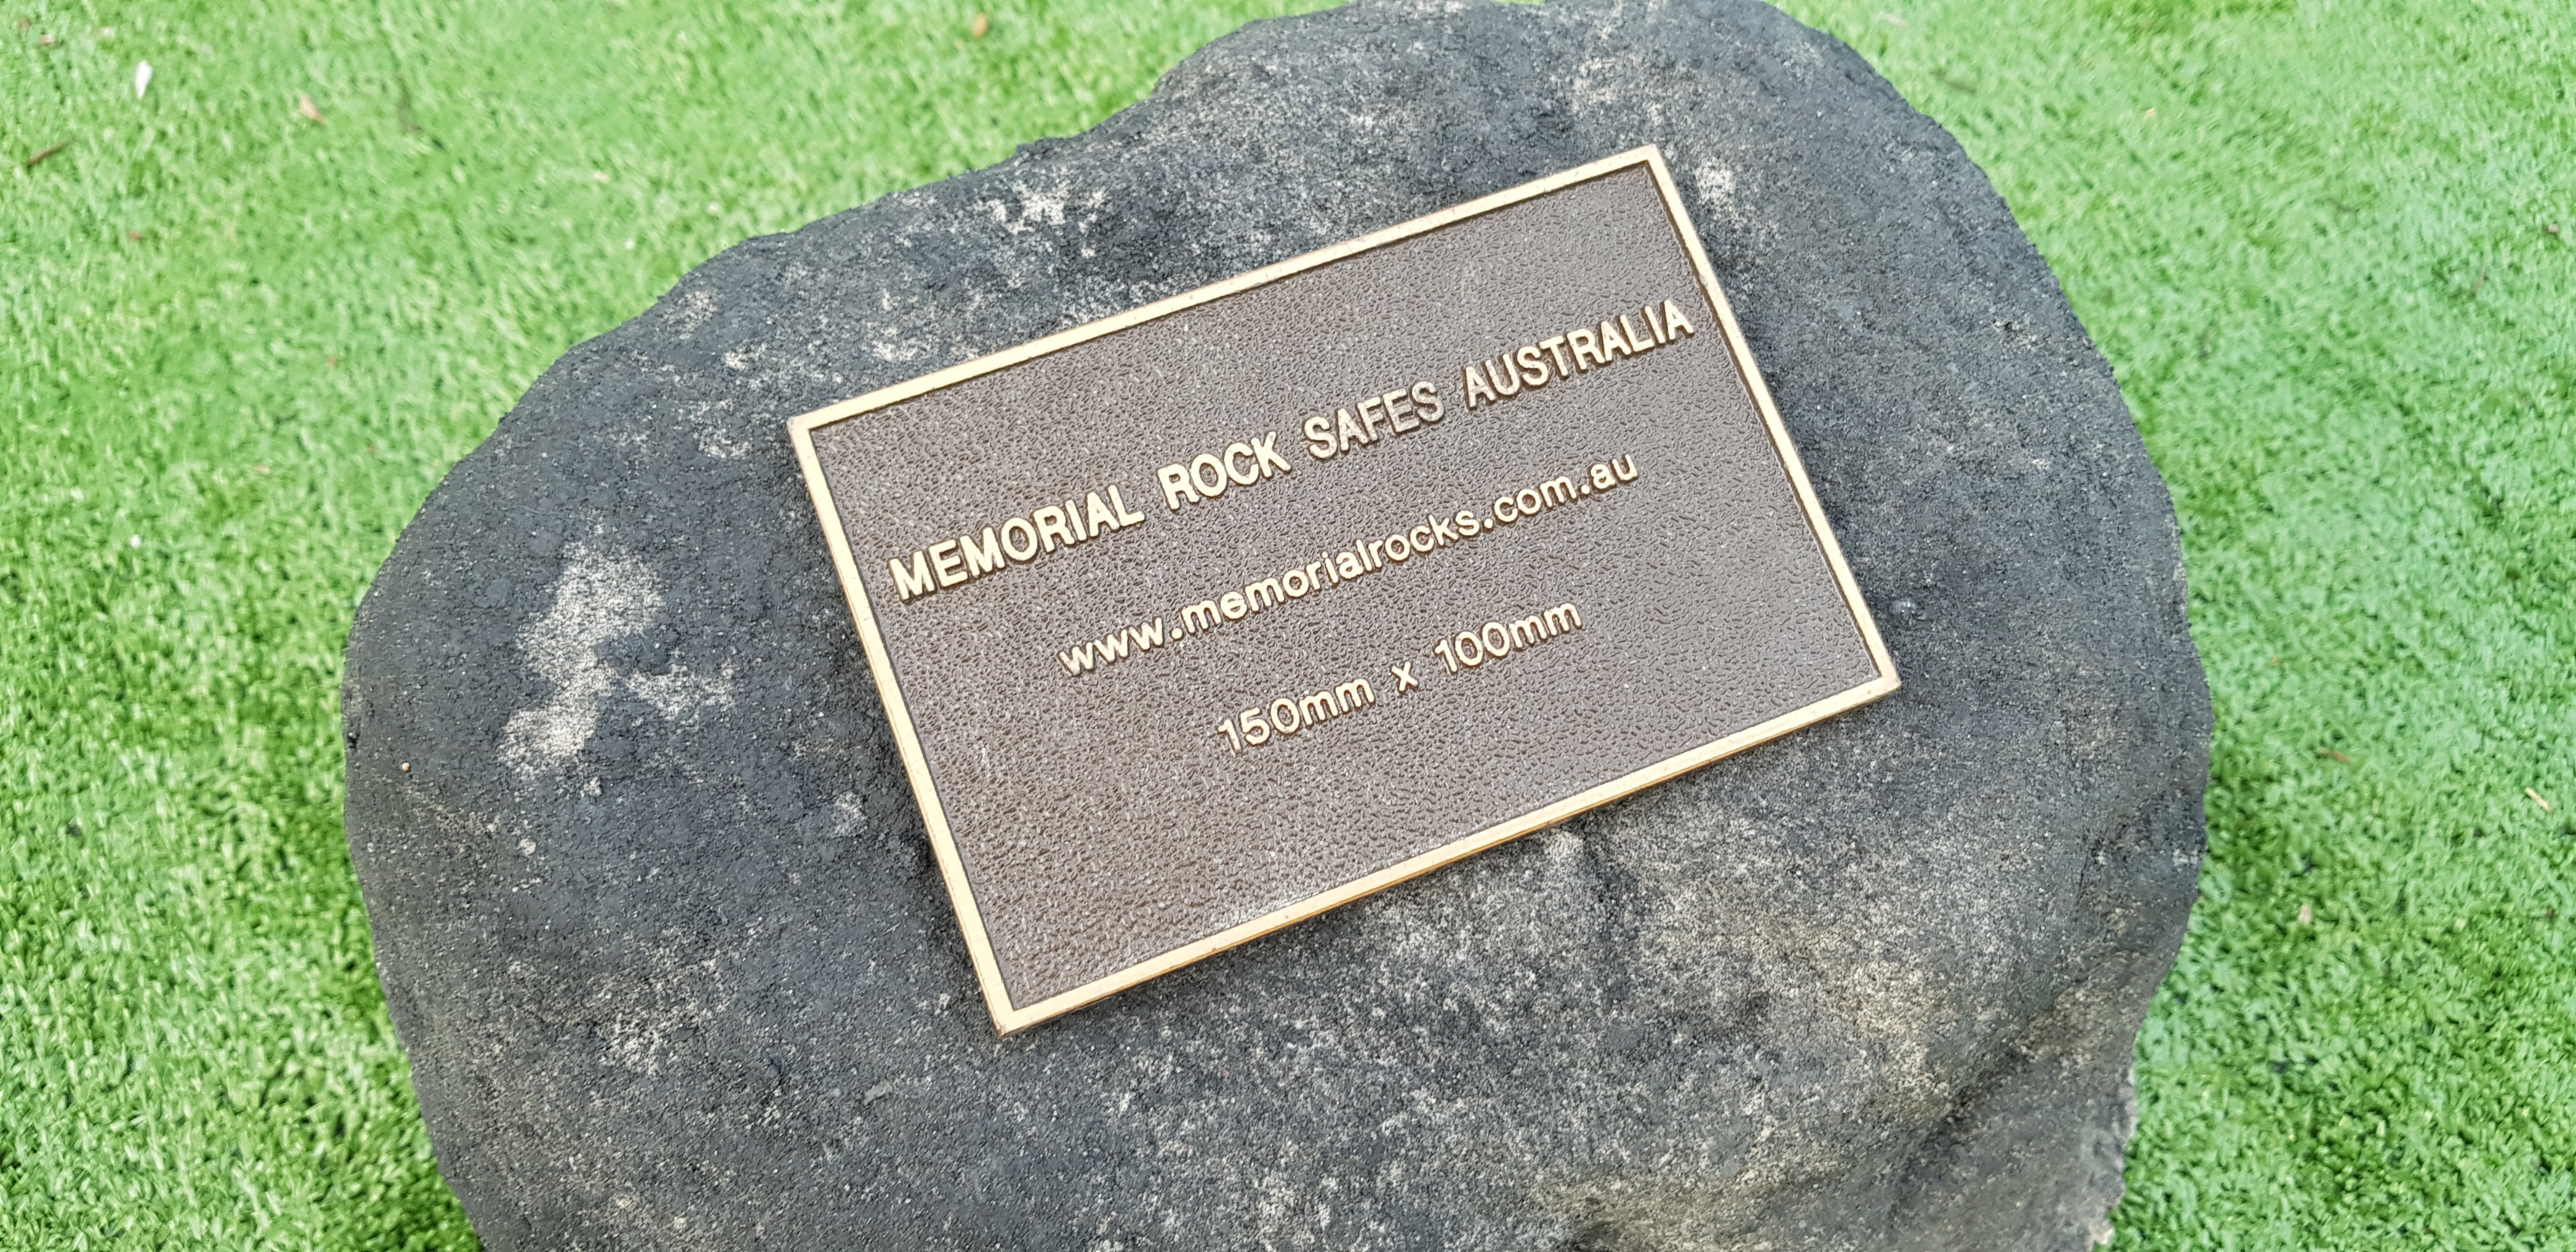 MEMORIAL ROCK SAFES AUSTRALIA
www.memorialrocks.com.au
150mm x 100mm